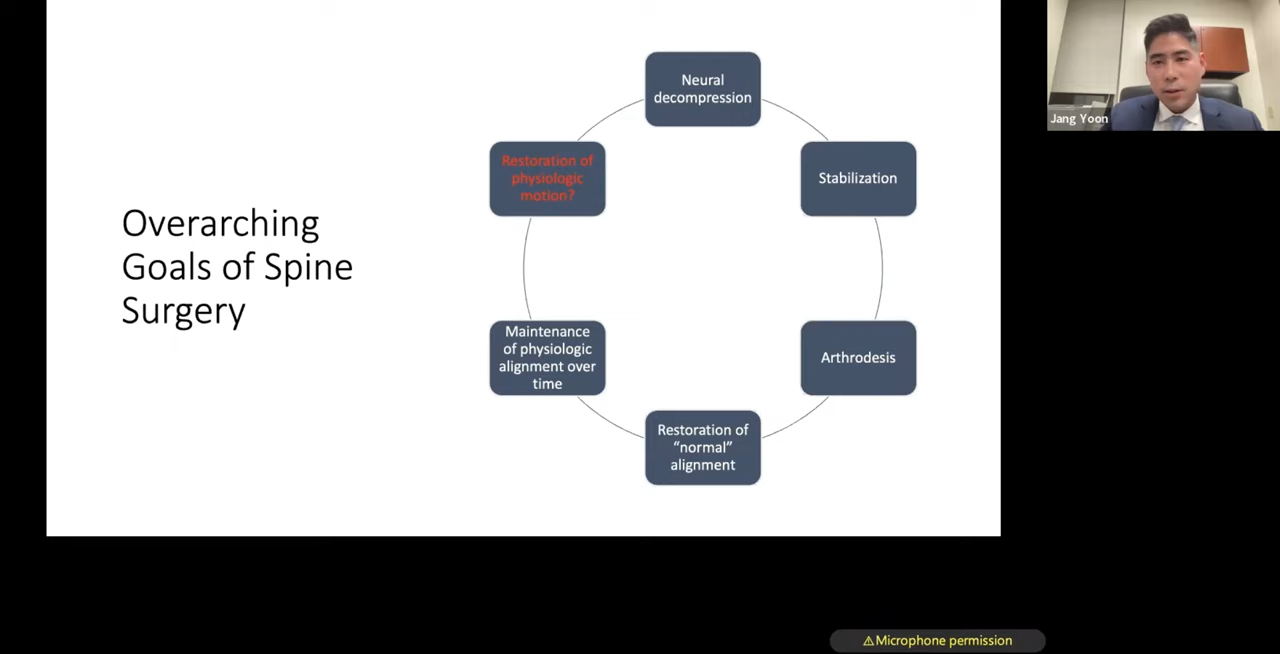 Overarching
Goals of Spine
Surgery
Neural
decompression
Stabilization
Arthrodesis
Restoration of
“normal”
alignment
Maintenance
of physiologic
alignment over
time
Restoration of
physiologic
motion?
Jang Yoon
⚠Microphone permission